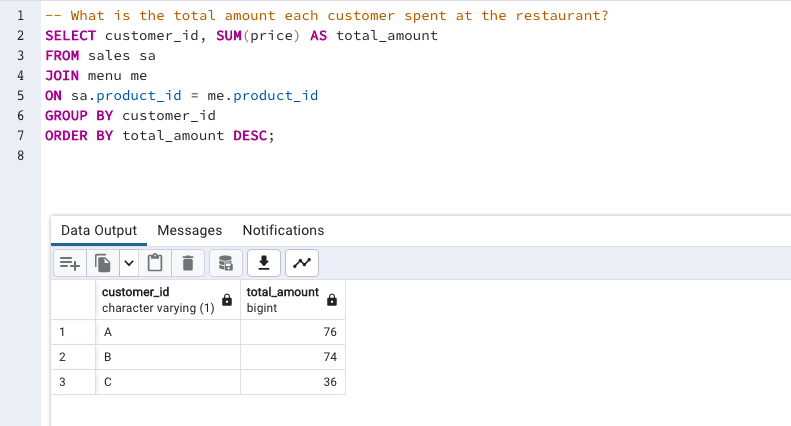 1 -- What is the total amount each customer spent at the restaurant?
2 SELECT customer_id, SUM(price) AS total_amount
3 FROM sales sa
4 JOIN menu me
5 ON sa.product_id = me.product_id
6 GROUP BY customer_id
7 ORDER BY total_amount DESC;
8
Data Output Messages Notifications
customer_id total_amount
character varying (1) bigint
1 A 76
2 B 74
3 C 36